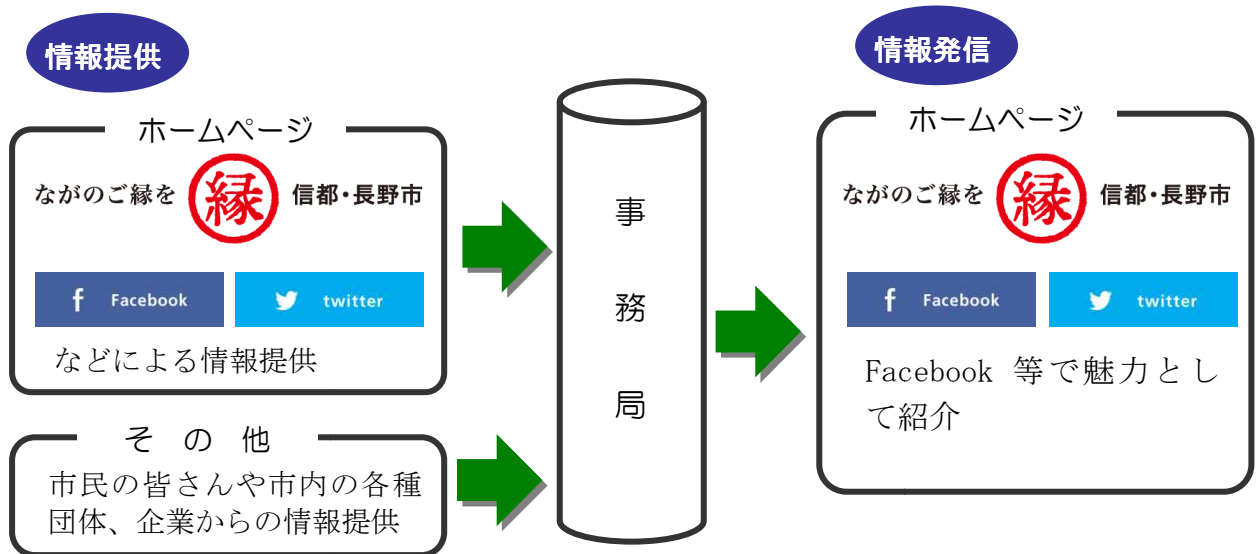 情報提供
ホームページ
ながのご縁を 縁 信都・長野市
f Facebook twitter
などによる情報提供
そ の 他
市民の皆さんや市内の各種
団体、企業からの情報提供
事
務
局
情報発信
ホームページ
ながのご縁を 縁 信都・長野市
f Facebook twitter
Facebook 等で魅力とし
て紹介